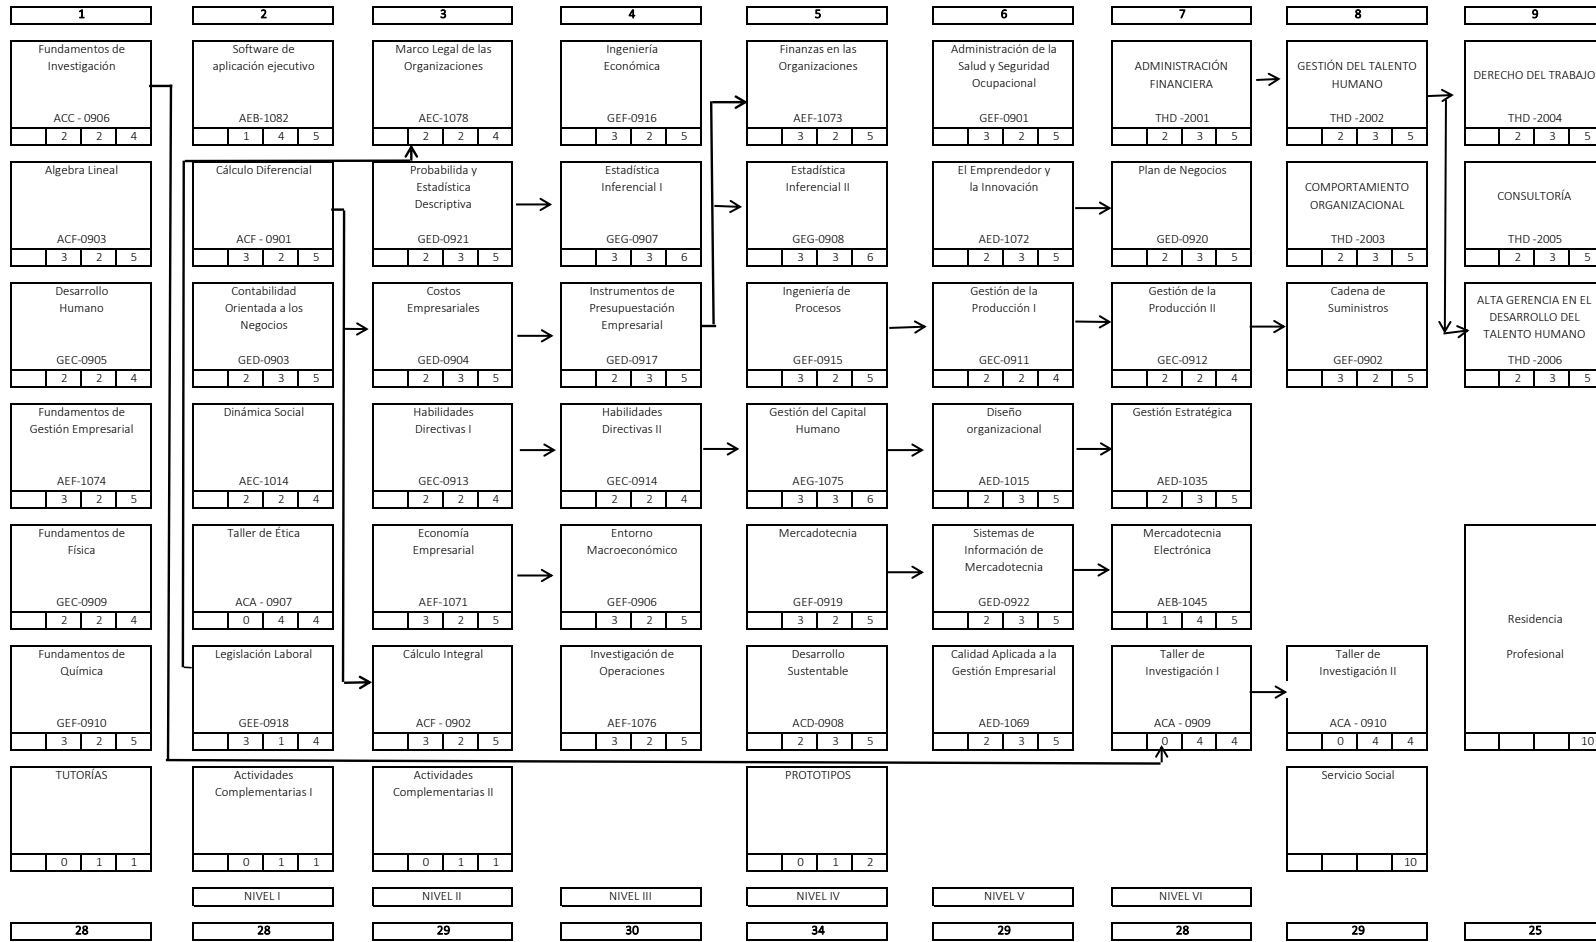 1 2 3 4 5 6 7 8 9
Fundamentos de
Investigación
ACC - 0906
2 2 4
Software de
aplicación ejecutivo
AEB-1082
1 4 5
Marco Legal de las
Organizaciones
AEC-1078
2 2 4
Ingeniería
Económica
GEF-0916
3 2 5
Finanzas en las
Organizaciones
AEF-1073
3 2 5
Administración de la
Salud y Seguridad
Ocupacional
GEF-0901
3 2 5
ADMINISTRACIÓN
FINANCIERA
THD -2001
2 3 5
GESTIÓN DEL TALENTO
HUMANO
THD -2002
2 3 5
DERECHO DEL TRABAJO
THD -2004
2 3 5
Algebra Lineal
ACF-0903
3 2 5
Cálculo Diferencial
ACF - 0901
3 2 5
Probabilida y
Estadística
Descriptiva
GED-0921
2 3 5
Estadística
Inferencial I
GEG-0907
3 3 6
Estadística
Inferencial II
GEG-0908
3 3 6
El Emprendedor y
la Innovación
AED-1072
2 3 5
Plan de Negocios
GED-0920
2 3 5
COMPORTAMIENTO
ORGANIZACIONAL
THD -2003
2 3 5
CONSULTORÍA
THD -2005
2 3 5
Desarrollo
Humano
GEC-0905
2 2 4
Contabilidad
Orientada a los
Negocios
GED-0903
2 3 5
Costos
Empresariales
GED-0904
2 3 5
Instrumentos de
Presupuestación
Empresarial
GED-0917
2 3 5
Ingeniería de
Procesos
GEF-0915
3 2 5
Gestión de la
Producción I
GEC-0911
2 2 4
Gestión de la
Producción II
GEC-0912
2 2 4
Cadena de
Suministros
GEF-0902
3 2 5
ALTA GERENCIA EN EL
DESARROLLO DEL
TALENTO HUMANO
THD -2006
2 3 5
Fundamentos de
Gestión Empresarial
AEF-1074
3 2 5
Dinámica Social
AEC-1014
2 2 4
Habilidades
Directivas I
GEC-0913
2 2 4
Habilidades
Directivas II
GEC-0914
2 2 4
Gestión del Capital
Humano
AEG-1075
3 3 6
Diseño
organizacional
AED-1015
2 3 5
Gestión Estratégica
AED-1035
2 3 5
Fundamentos de
Física
GEC-0909
2 2 4
Taller de Ética
ACA - 0907
0 4 4
Economía
Empresarial
AEF-1071
3 2 5
Entorno
Macroeconómico
GEF-0906
3 2 5
Mercadotecnia
GEF-0919
3 2 5
Sistemas de
Información de
Mercadotecnia
GED-0922
2 3 5
Mercadotecnia
Electrónica
AEB-1045
1 4 5
Residencia
Profesional
10
Fundamentos de
Química
GEF-0910
3 2 5
Legislación Laboral
GEE-0918
3 1 4
Cálculo Integral
ACF - 0902
3 2 5
Investigación de
Operaciones
AEF-1076
3 2 5
Desarrollo
Sustentable
ACD-0908
2 3 5
Calidad Aplicada a la
Gestión Empresarial
AED-1069
2 3 5
Taller de
Investigación I
ACA - 0909
0 4 4
Taller de
Investigación II
ACA - 0910
0 4 4
TUTORÍAS
0 1 1
Actividades
Complementarias I
0 1 1
Actividades
Complementarias II
0 1 1
PROTOTIPOS
0 1 2
Servicio Social
10
NIVEL I NIVEL II NIVEL III NIVEL IV NIVEL V NIVEL VI
28 28 29 30 34 29 28 29 25